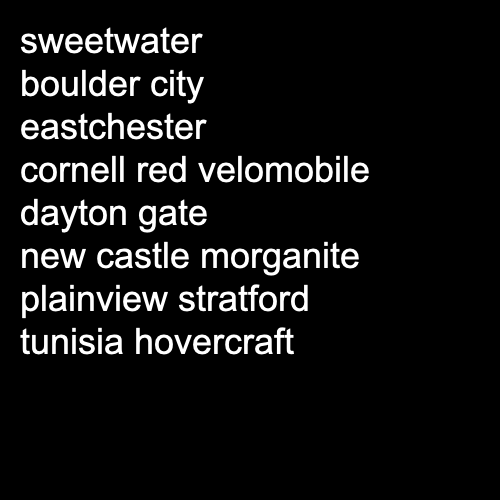 sweetwater
boulder city
eastchester
cornell red velomobile
dayton gate
new castle morganite
plainview stratford
tunisia hovercraft